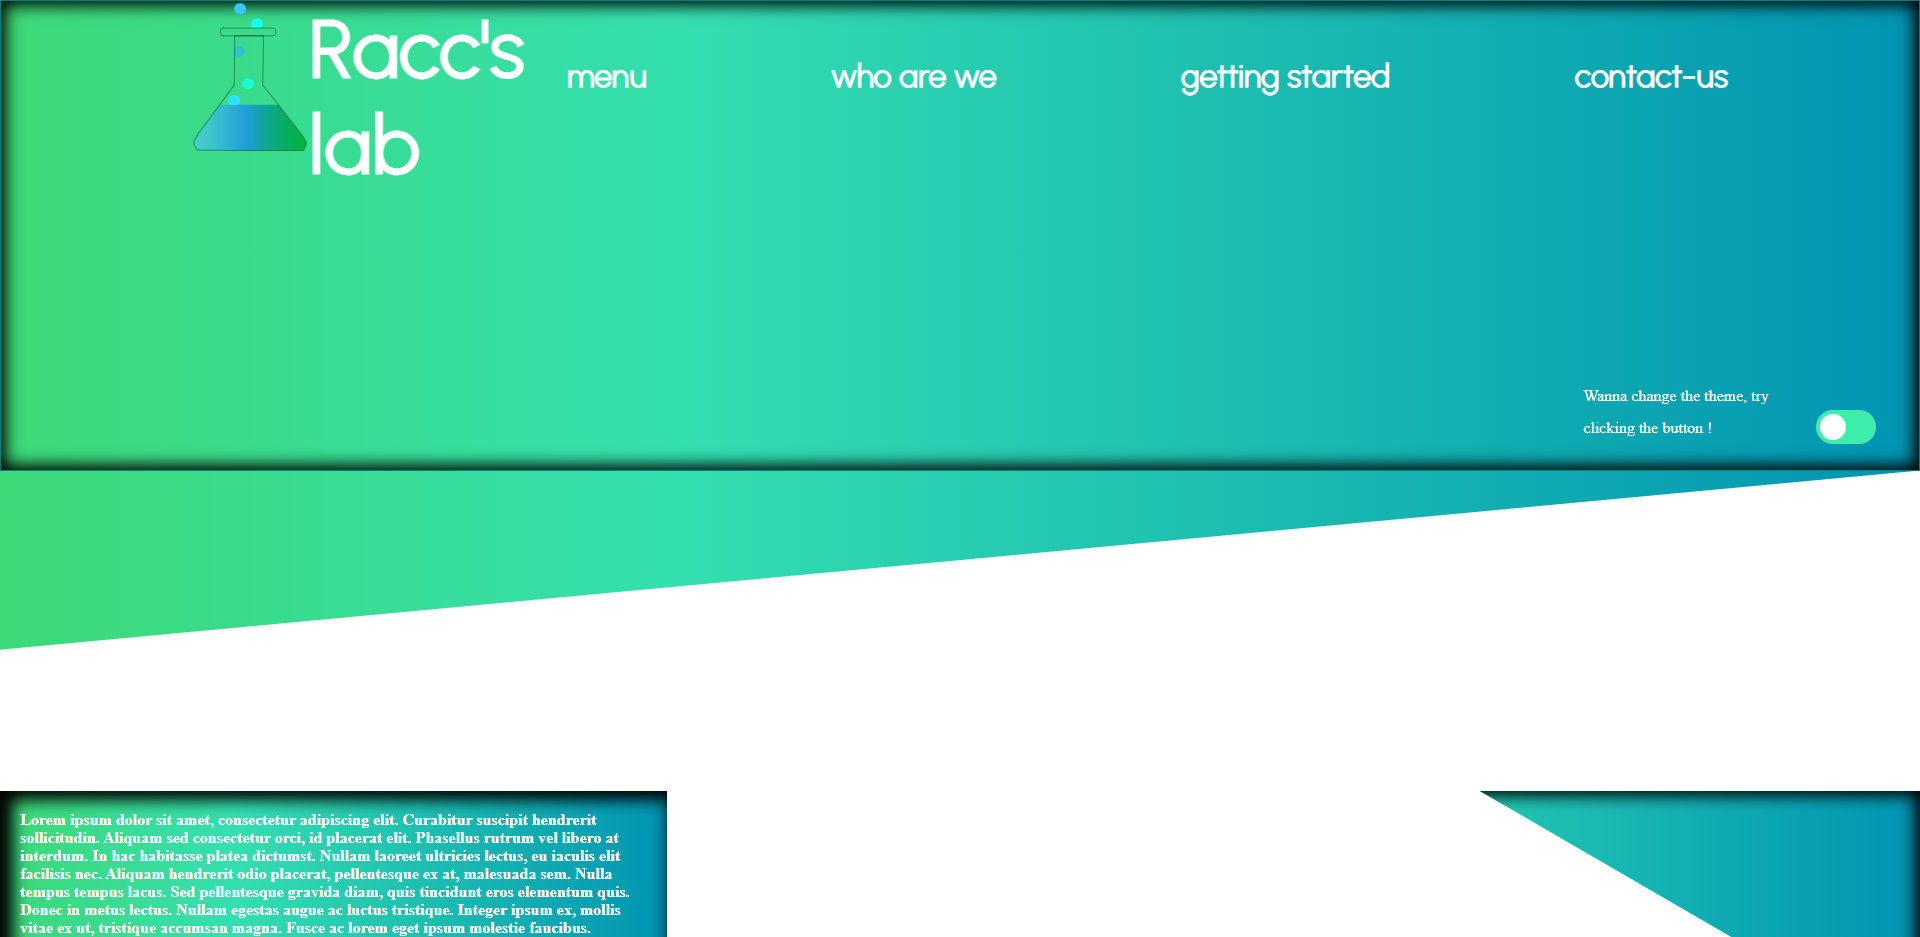 Racc's
lab
menu
who are we
getting started
contact-us
Wanna change the theme, try
clicking the button !
Lorem ipsum dolor sit amet, consectetur adipiscing elit. Curabitur suscipit hendrerit
sollicitudin. Aliquam sed consectetur orci, id placerat elit. Phasellus rutrum vel libero at
interdum. In hac habitasse platea dictumst. Nullam laoreet ultricies lectus, eu iaculis elit
facilisis nec. Aliquam hendrerit odio placerat, pellentesque ex at, malesuada sem. Nulla
tempus tempus lacus. Sed pellentesque gravida diam, quis tincidunt eros elementum quis.
Donec in metus lectus. Nullam egestas augue ac luctus tristique. Integer ipsum ex, mollis
vitae ex ut, tristique accumsan magna. Fusce ac lorem eget ipsum molestie faucibus.